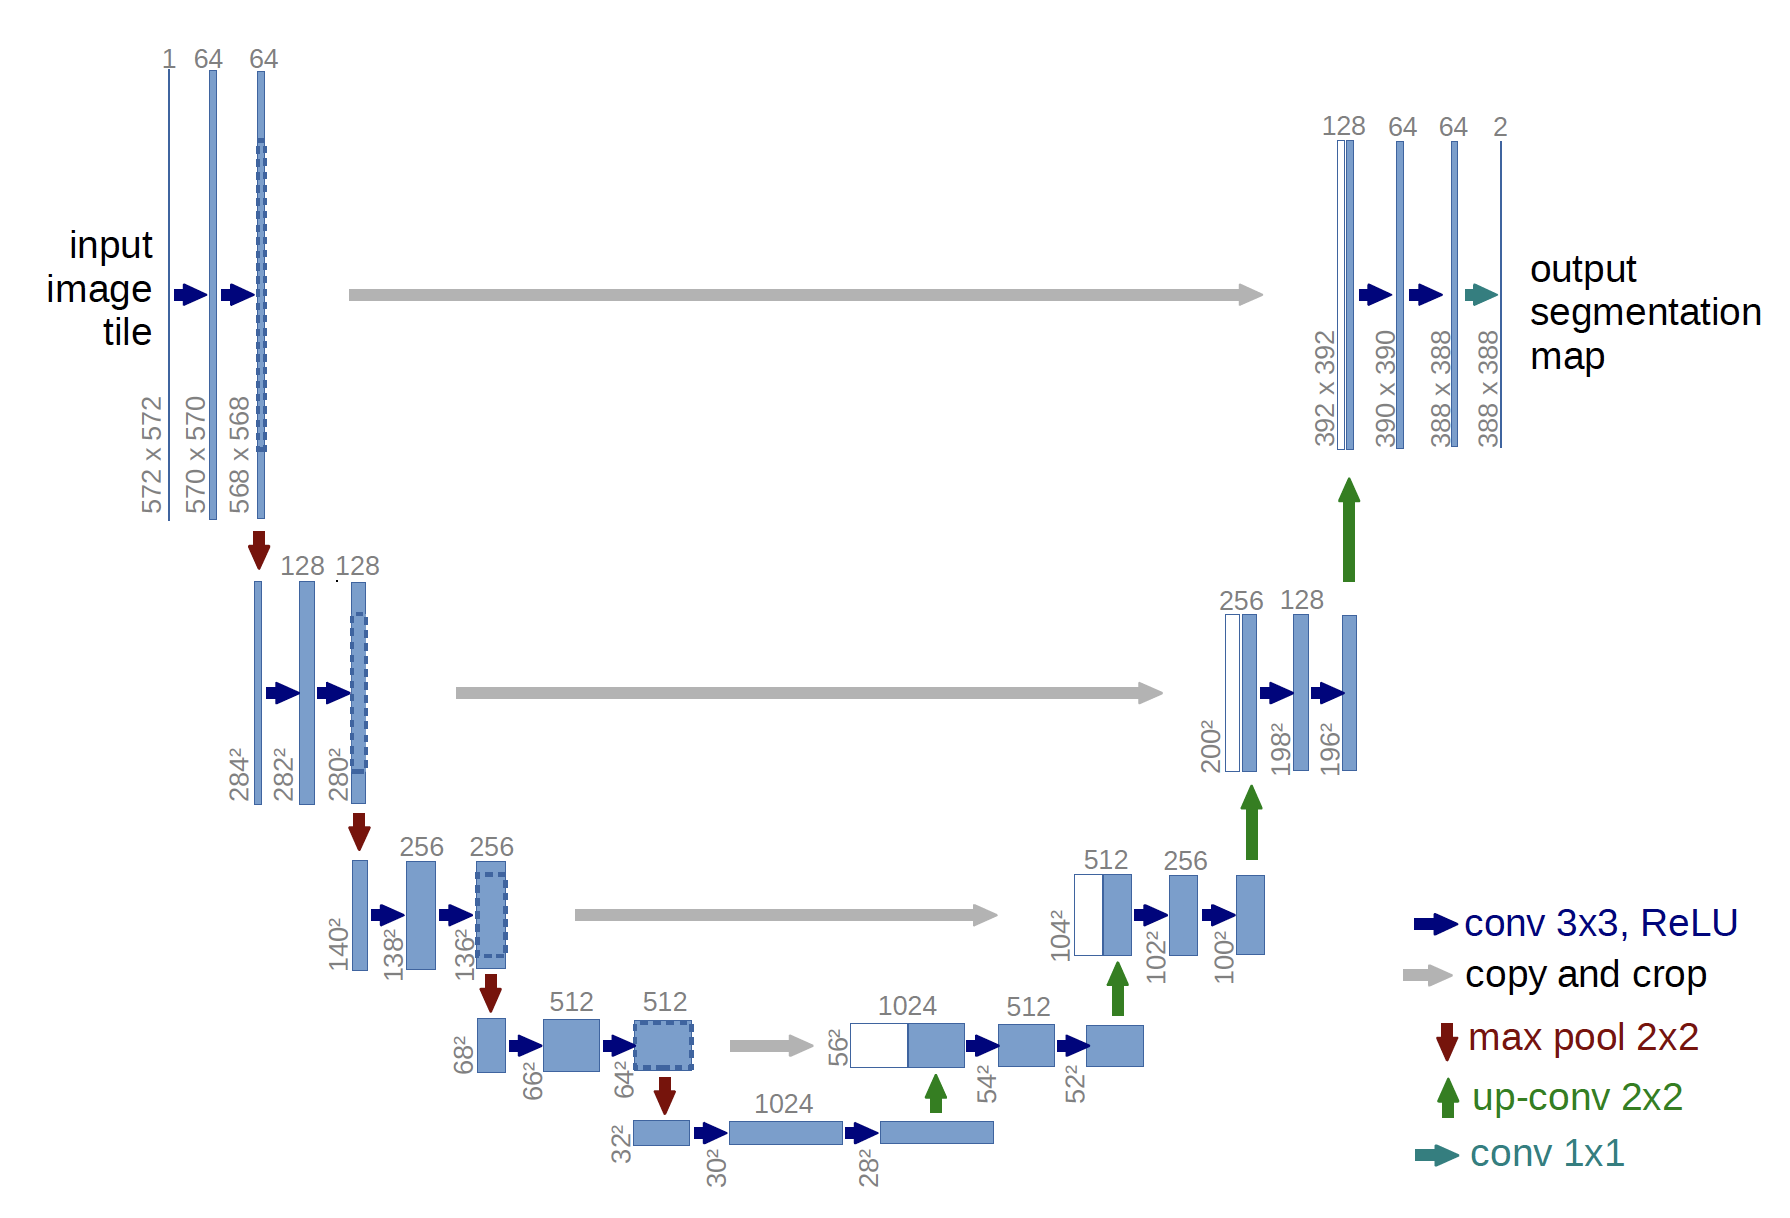 1 64 64
input
image
tile
572 x 572
570 x 570
568 x 568
128 64 64 2
392 x 392
390 x 390
388 x 388
388 x 388
output
segmentation
map
128 128
284²
282²
280²
256 128
200²
198²
196²
256 256
140²
138²
136²
512 256
104²
102²
100²
512 512
68²
66²
64²
1024 512
56²
54²
52²
1024
32²
30²
28²
conv 3x3, ReLU
copy and crop
max pool 2x2
up-conv 2x2
conv 1x1